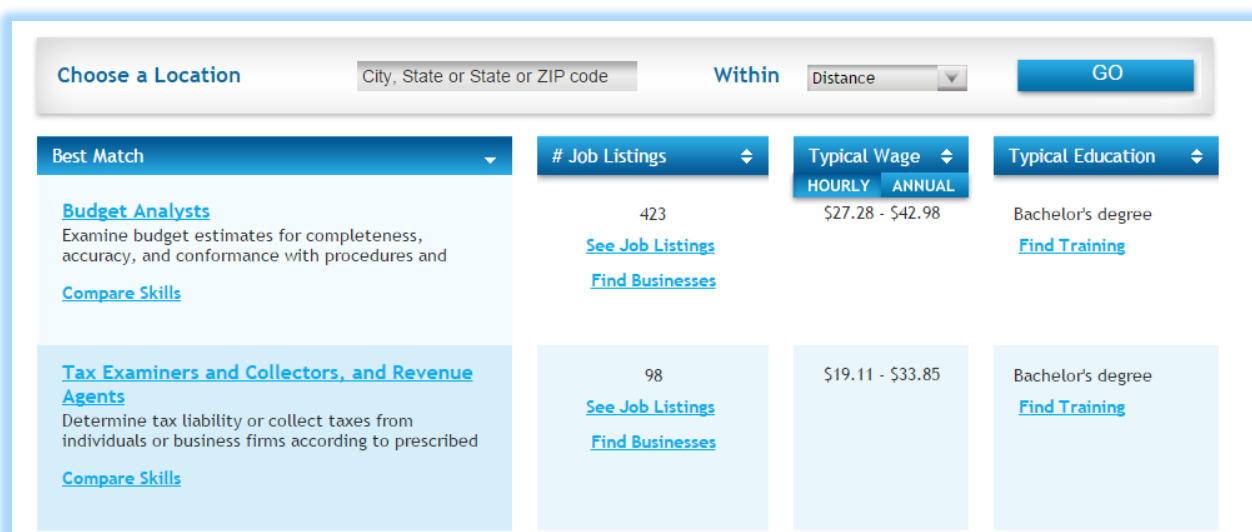 Choose a Location City, State or State or ZIP code Within Distance GO
Best Match # Job Listings Typical Wage Typical Education
HOURLY ANNUAL
Budget Analysts
Examine budget estimates for completeness,
accuracy, and conformance with procedures and
Compare Skills
423
See Job Listings
Find Businesses
$27.28 - $42.98
Bachelor's degree
Find Training
Tax Examiners and Collectors, and Revenue
Agents
Determine tax liability or collect taxes from
individuals or business firms according to prescribed
Compare Skills
98
See Job Listings
Find Businesses
$19.11 - $33.85
Bachelor's degree
Find Training